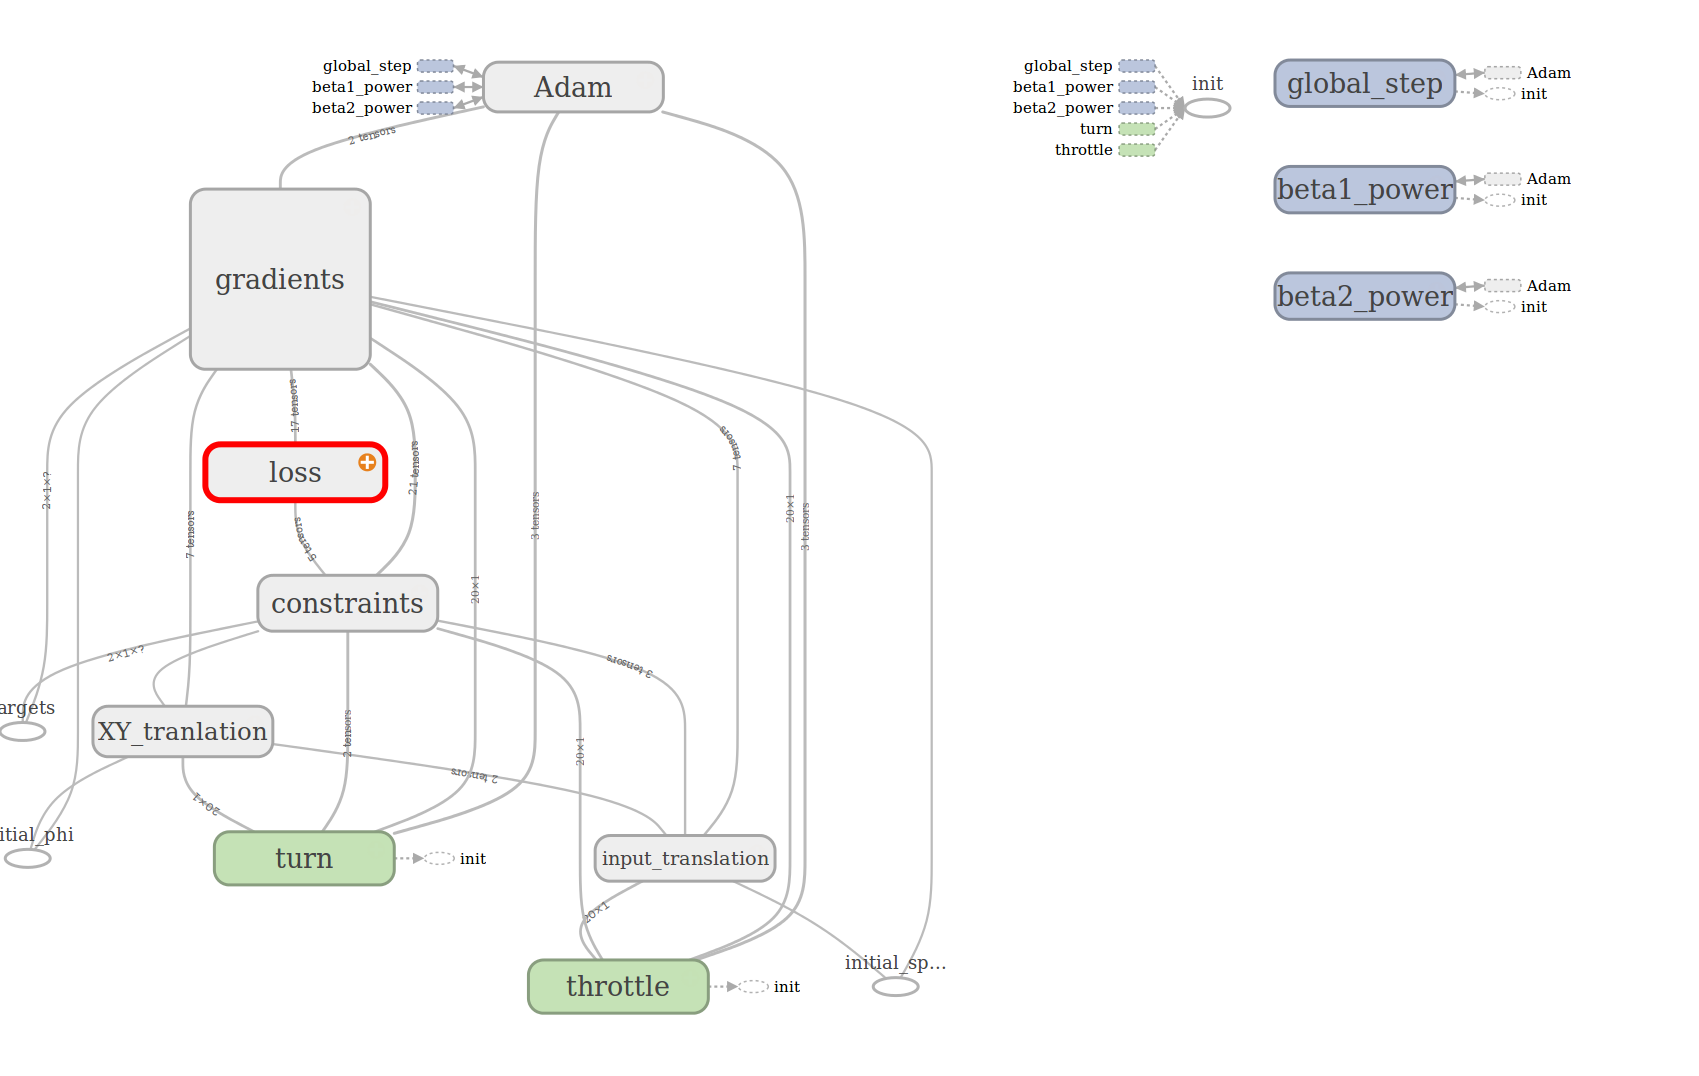 global_step
beta1_power
beta2_power
Adam
2 tensors
global_step
beta1_power
beta2_power
turn
throttle
init
global_step
Adam
init
beta1_power
Adam
init
beta2_power
Adam
init
gradients
17 tensors
21 tensors
7 tensors
loss
2×1×?
7 tensors
5 tensors
3 tensors
20×1
3 tensors
20×1
constraints
2×1×?
3 tensors
argets
XY_tranlation
2 tensors
20×1
2 tensors
20×1
itial_phi
turn
init
input_translation
20×1
throttle
init
initial_sp...